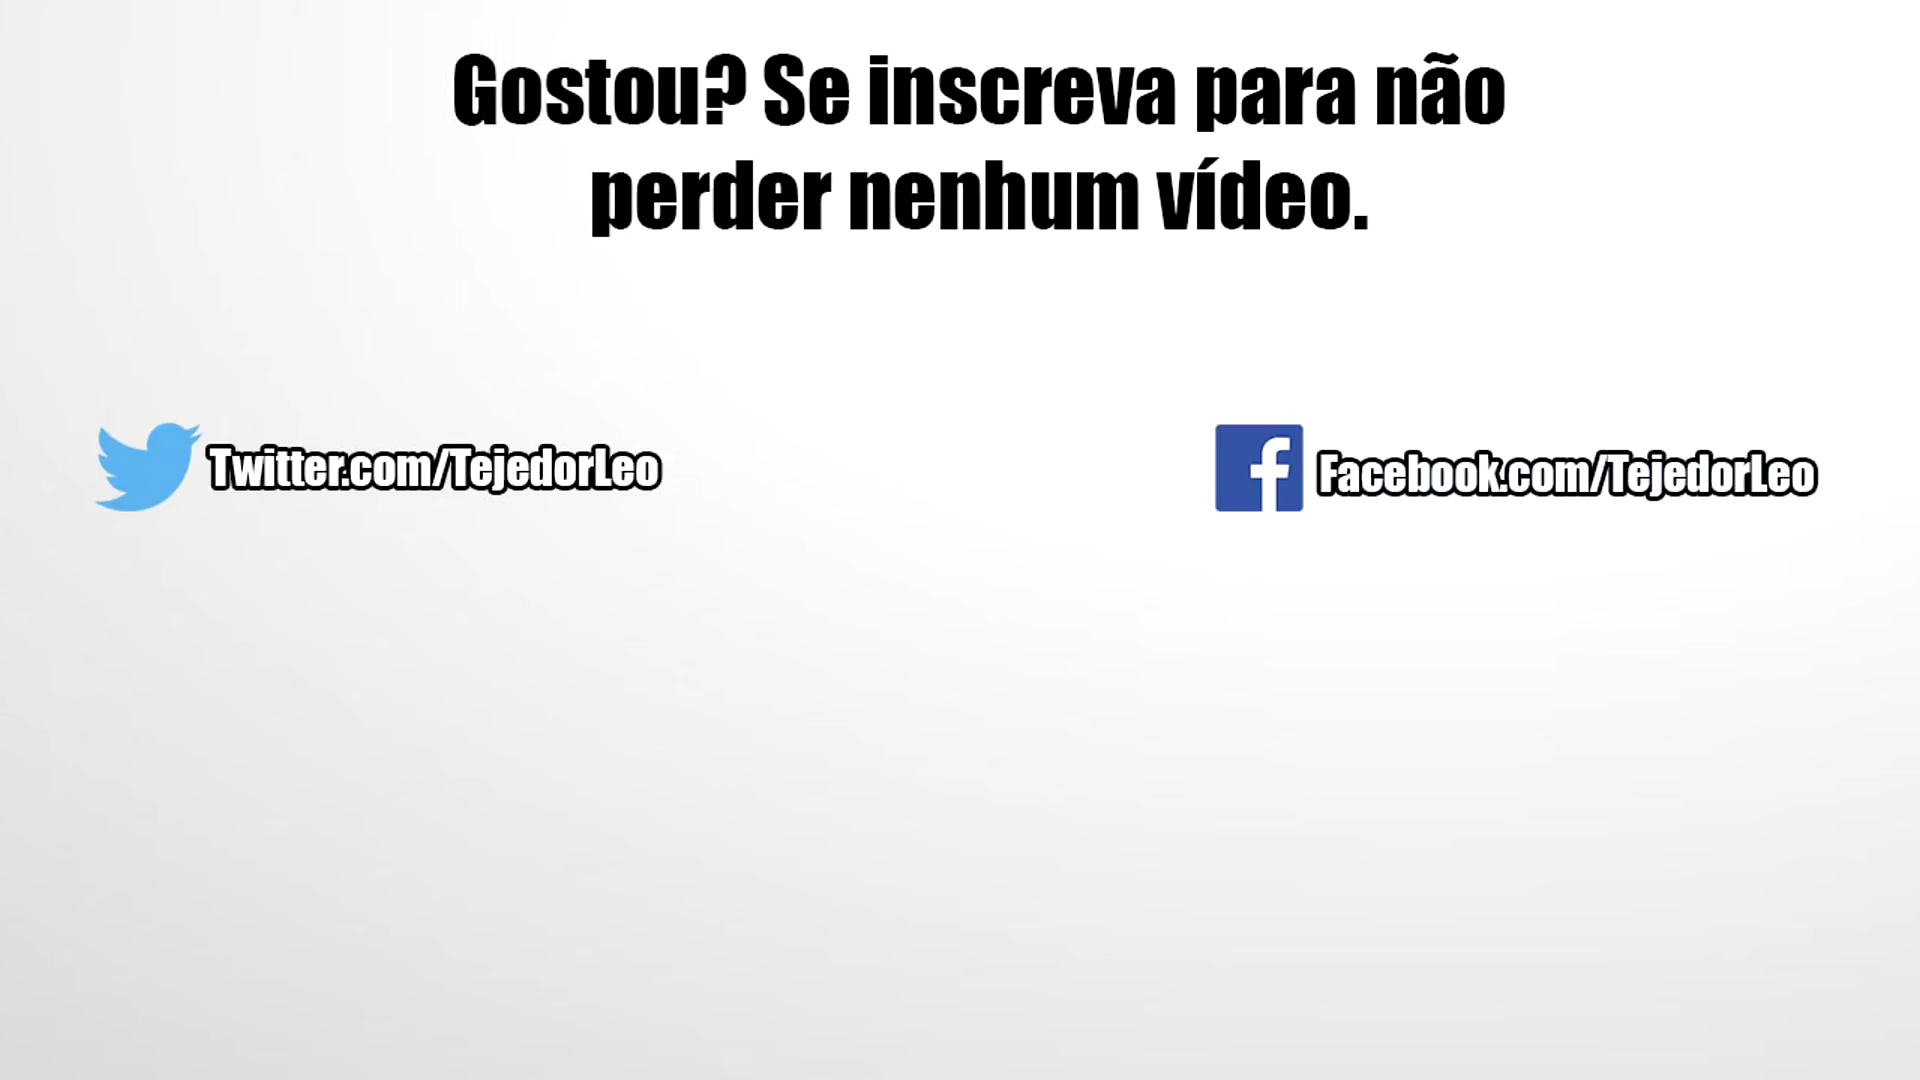 Gostou? Se inscreva para não
perder nenhum vídeo.
Twitter.com/TejedorLeo
Facebook.com/TejedorLeo